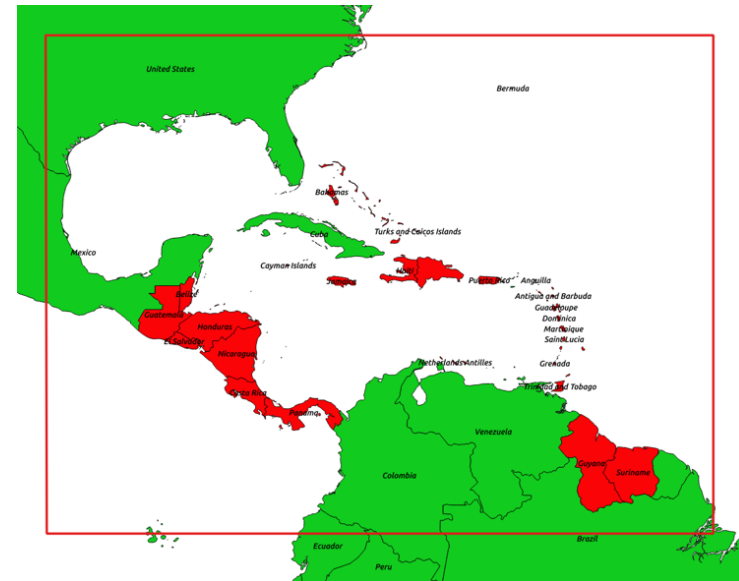 United States
Bermuda
Bahamas
Turks and Caicos Islands
Cuba
Mexico
Cayman Islands
Haiti
Jamaica
Puerto Rico
Anguilla
Belize
Antigua and Barbuda
Guadeloupe
Guatemala
Dominica
Honduras
Martinique
El Salvador
Saint Lucia
Nicaragua
Netherlands Antilles
Grenada
Costa Rica
Trinidad and Tobago
Panama
Venezuela
Guyana
Suriname
Colombia
Brazil
Ecuador
Peru